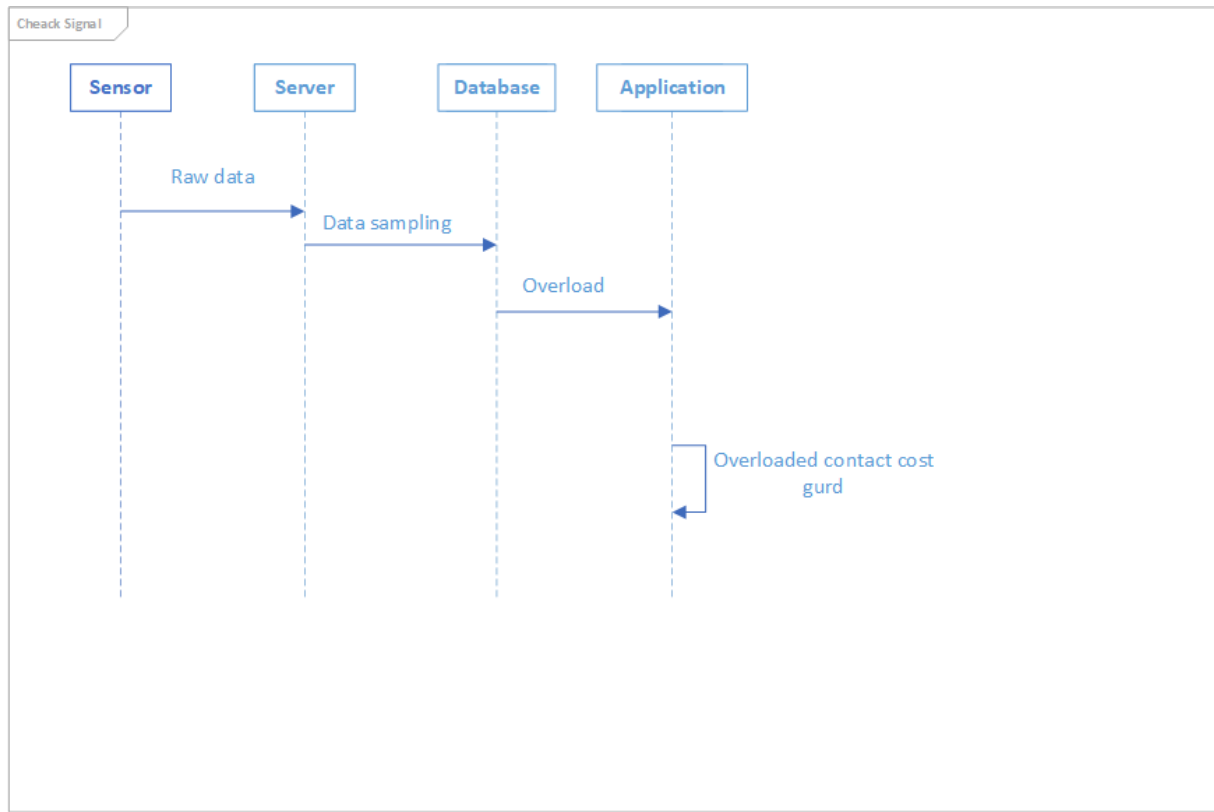 Cheack Signal
Sensor
Server
Database
Application
Raw data
Data sampling
Overload
Overloaded contact cost
gurd